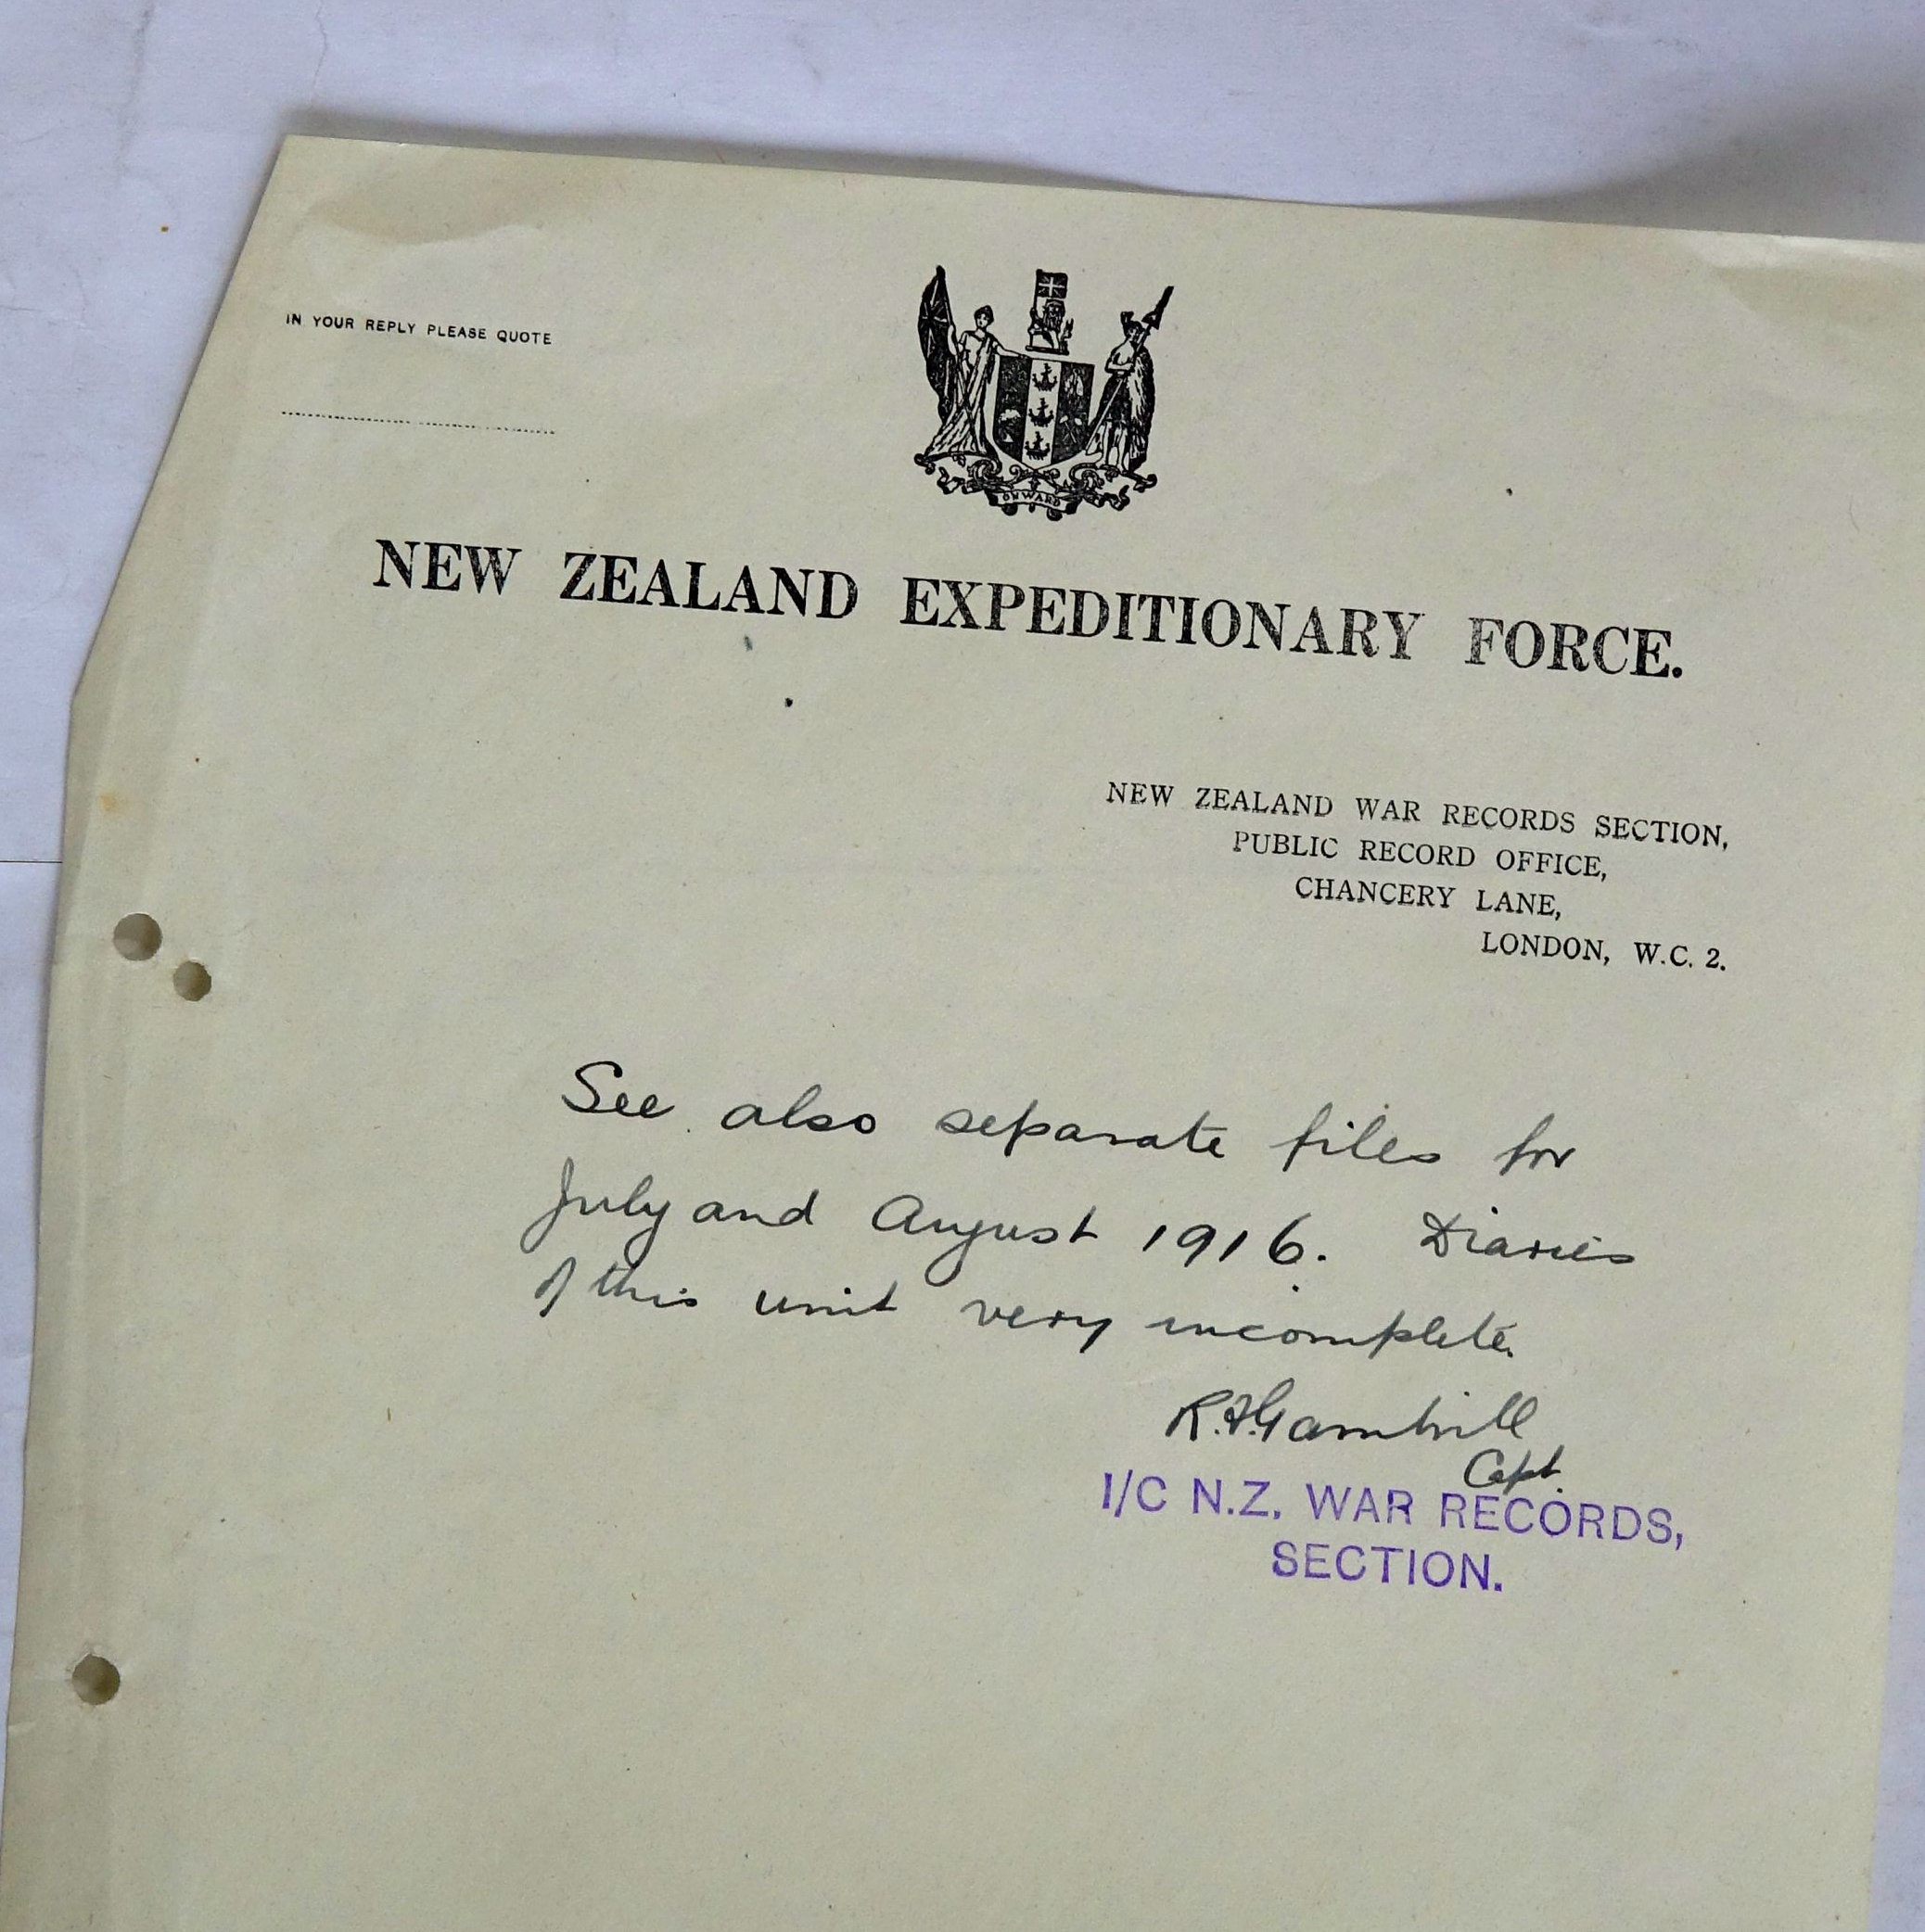 IN YOUR REPLY PLEASE QUOTE
ONWARD
NEW ZEALAND EXPEDITIONARY FORCE.
NEW ZEALAND WAR RECORDS SECTION,
PUBLIC RECORD OFFICE,
CHANCERY LANE,
LONDON, W.C. 2.
See also separate files for
July and August 1916. Diaries
of this unit very incomplete.
R.F.Gambrill
Capt.
I/C N.Z. WAR RECORDS,
SECTION.